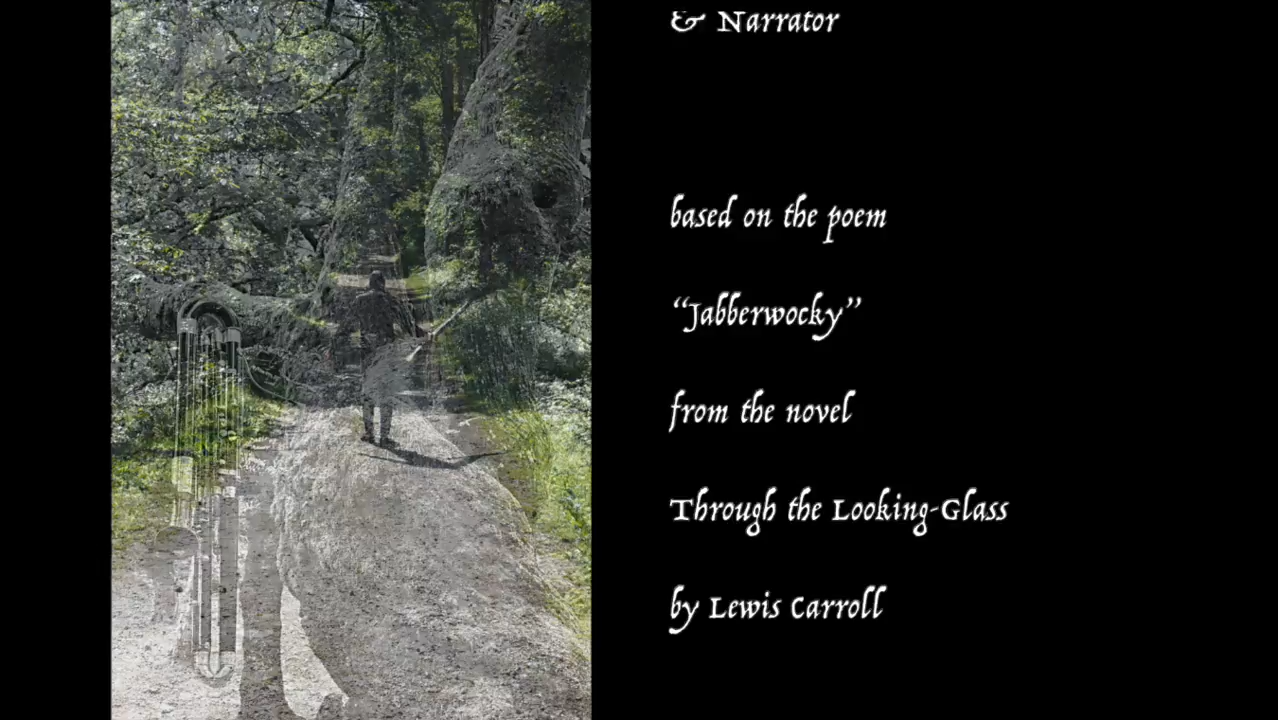 & Narrator
based on the poem
“Jabberwocky”
from the novel
Through the Looking-Glass
by Lewis Carroll